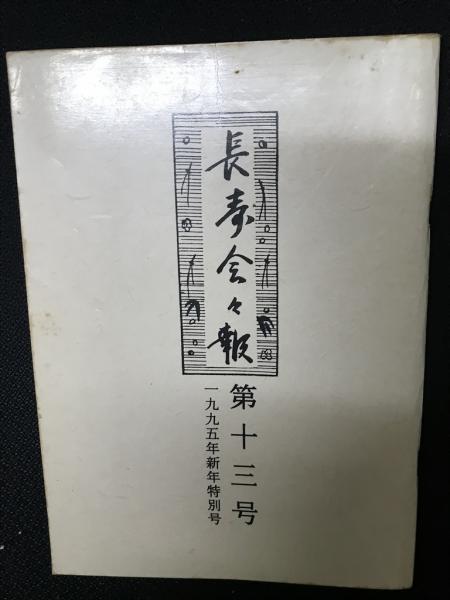 長寿会々報
第十三号
一九九五年新年特別号